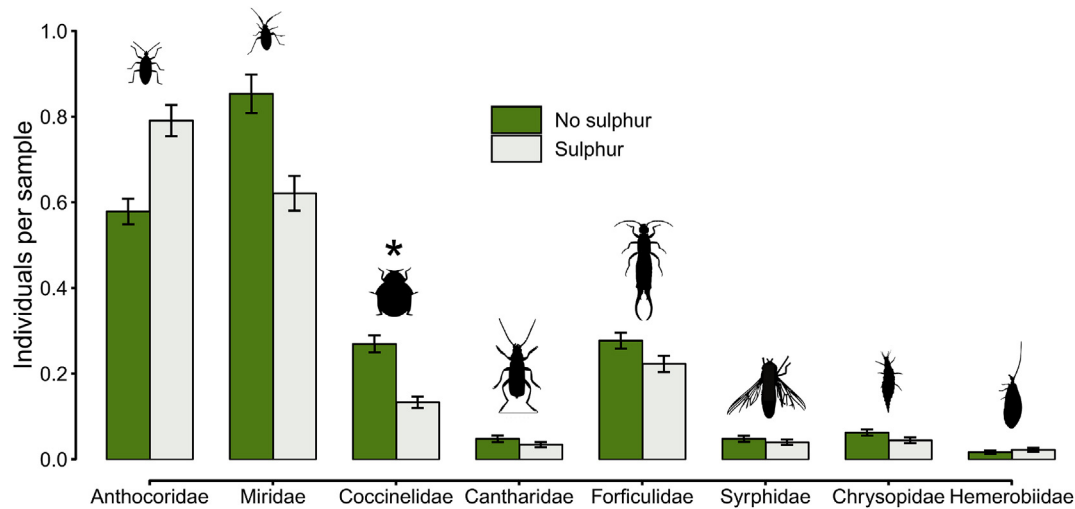 Individuals per sample
1.0
0.8
0.6
0.4
0.2
0.0
No sulphur
Sulphur
*
Anthocoridae Miridae Coccinelidae Cantharidae Forficulidae Syrphidae Chrysopidae Hemerobiidae